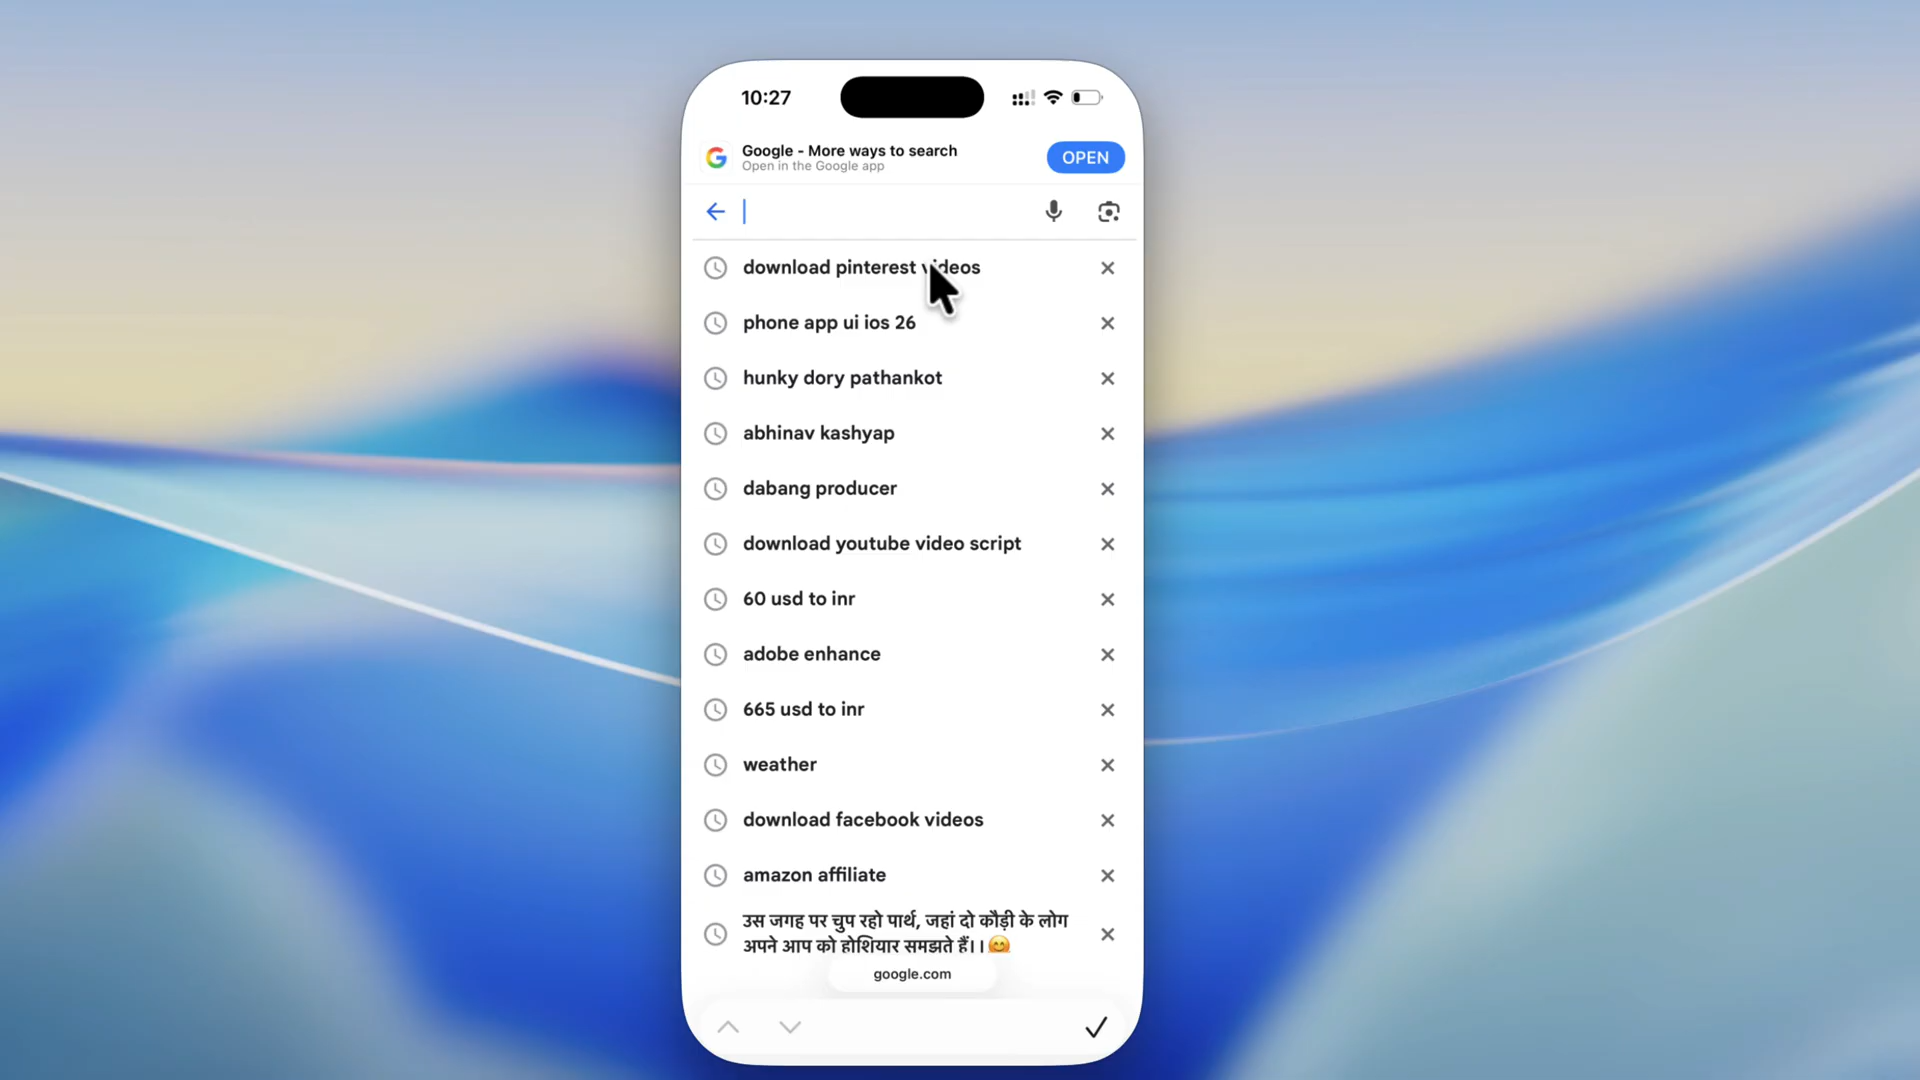 10:27
Google - More ways to search
Open in the Google app
OPEN
download pinterest videos
phone app ui ios 26
hunky dory pathankot
abhinav kashyap
dabang producer
download youtube video script
60 usd to inr
adobe enhance
665 usd to inr
weather
download facebook videos
amazon affiliate
उस जगह पर चुप रहो पार्थ, जहां दो कौड़ी के लोग
अपने आप को होशियार समझते हैं।।🤗
google.com